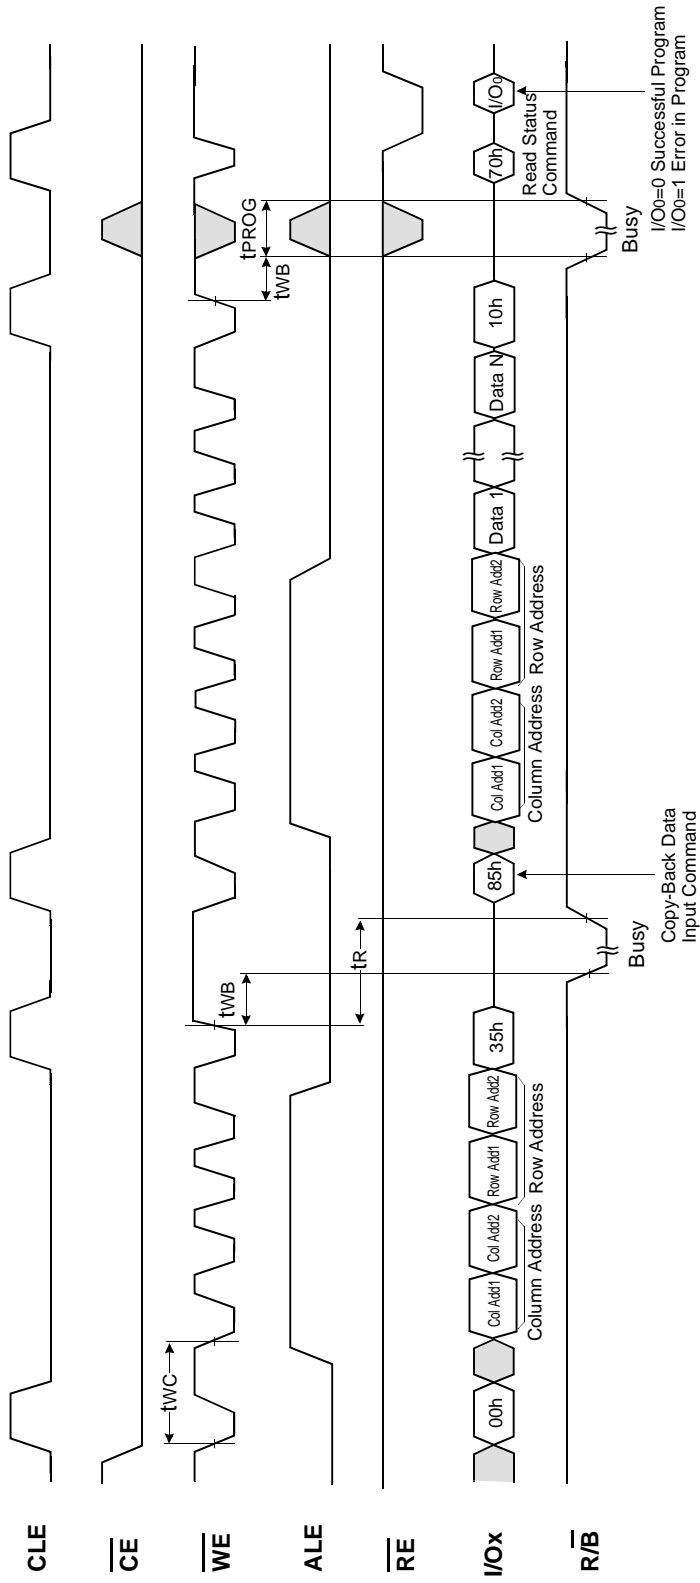 CLE
CE
WE
ALE
RE
I/Ox
R/B
tWC
tWB
tR
tWB
tPROG
00h
Col Add1
Col Add2
Row Add1
Row Add2
35h
85h
Col Add1
Col Add2
Row Add1
Row Add2
Data 1
Data N
10h
70h
I/O0
Column Address
Row Address
Column Address
Row Address
Read Status
Command
Busy
Busy
Copy-Back Data
Input Command
I/O0=0 Successful Program
I/O0=1 Error in Program